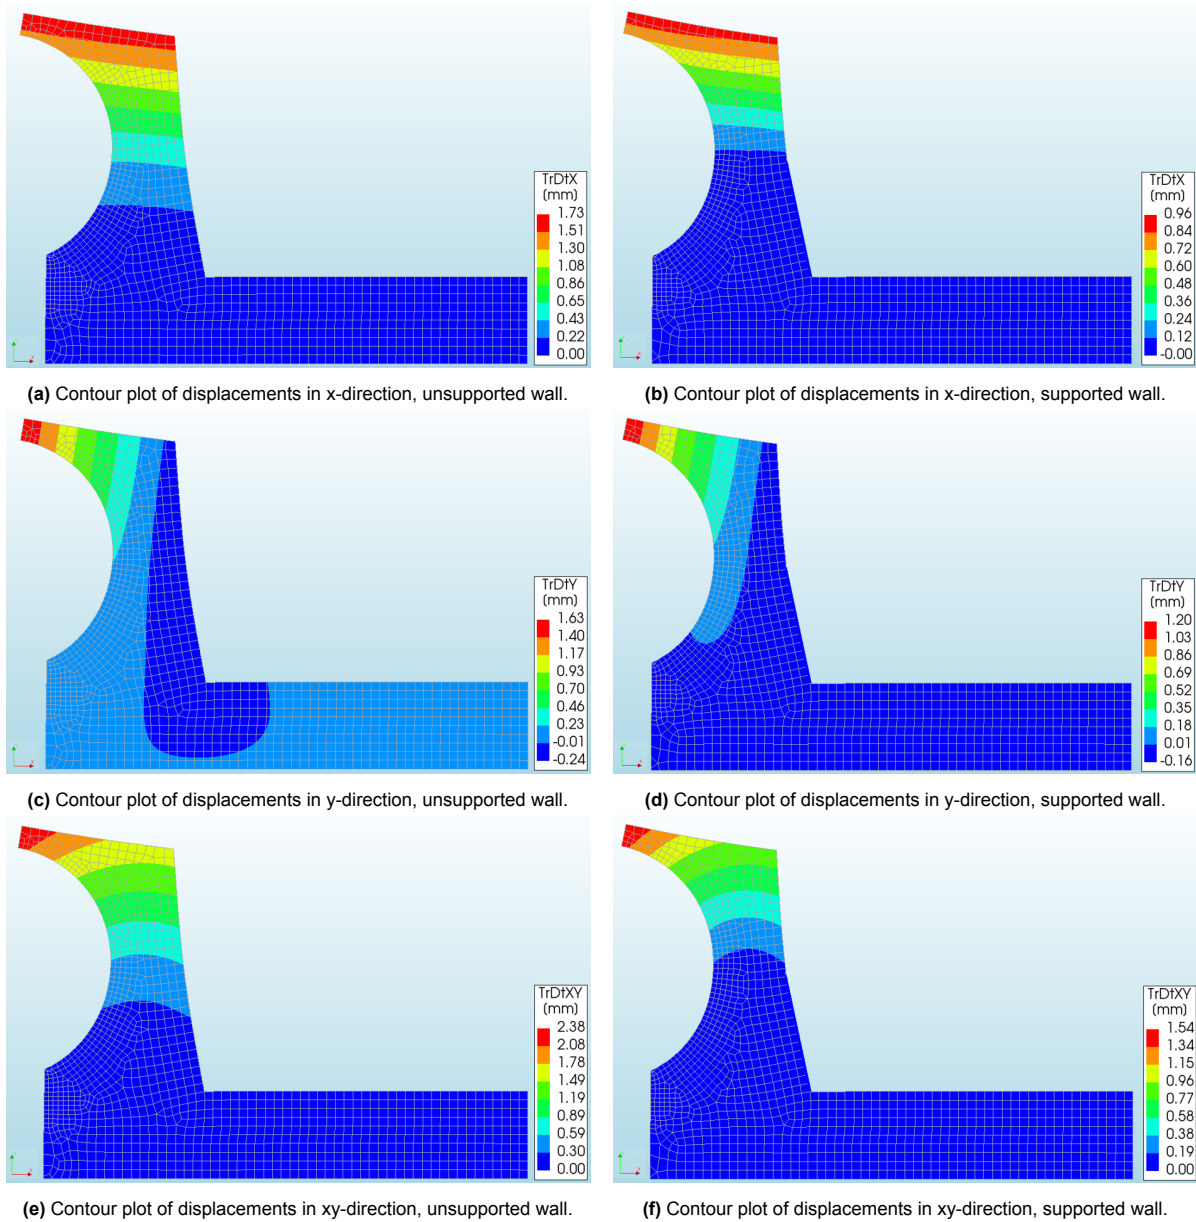 TrDtX
(mm)
1.73
1.51
1.30
1.08
0.86
0.65
0.43
0.22
0.00
Y
X
(a) Contour plot of displacements in x-direction, unsupported wall.
TrDtX
(mm)
0.96
0.84
0.72
0.60
0.48
0.36
0.24
0.12
-0.00
Y
X
(b) Contour plot of displacements in x-direction, supported wall.
TrDtY
(mm)
1.63
1.40
1.17
0.93
0.70
0.46
0.23
-0.01
-0.24
Y
X
(c) Contour plot of displacements in y-direction, unsupported wall.
TrDtY
(mm)
1.20
1.03
0.86
0.69
0.52
0.35
0.18
0.01
-0.16
Y
X
(d) Contour plot of displacements in y-direction, supported wall.
TrDtXY
(mm)
2.38
2.08
1.78
1.49
1.19
0.89
0.59
0.30
0.00
Y
X
(e) Contour plot of displacements in xy-direction, unsupported wall.
TrDtXY
(mm)
1.54
1.34
1.15
0.96
0.77
0.58
0.38
0.19
0.00
Y
X
(f) Contour plot of displacements in xy-direction, supported wall.